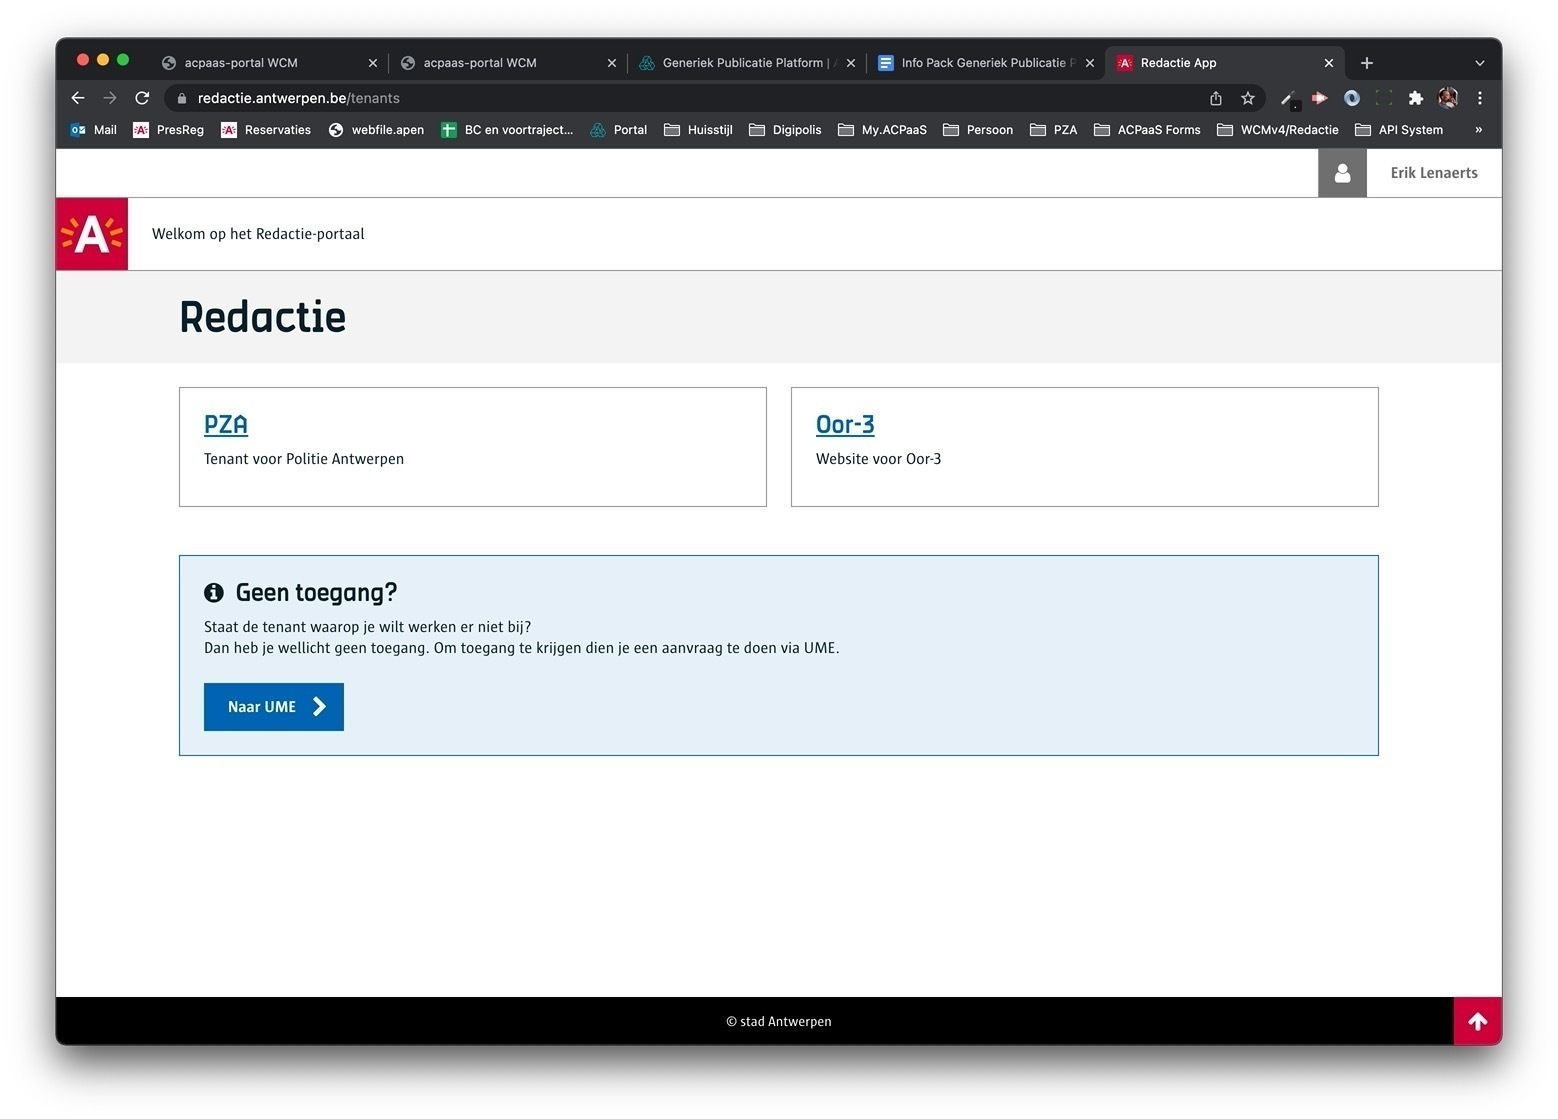 acpaas-portal WCM
acpaas-portal WCM
Generiek Publicatie Platform |
Info Pack Generiek Publicatie P
Redactie App
redactie.antwerpen.be/tenants
Mail
PresReg
Reservaties
webfile.apen
BC en voortraject...
Portal
Huisstijl
Digipolis
My.ACPaaS
Persoon
PZA
ACPaaS Forms
WCMv4/Redactie
API System
»
Erik Lenaerts
A
Welkom op het Redactie-portaal
Redactie
PZA
Tenant voor Politie Antwerpen
Oor-3
Website voor Oor-3
Geen toegang?
Staat de tenant waarop je wilt werken er niet bij?
Dan heb je wellicht geen toegang. Om toegang te krijgen dien je een aanvraag te doen via UME.
Naar UME
© stad Antwerpen